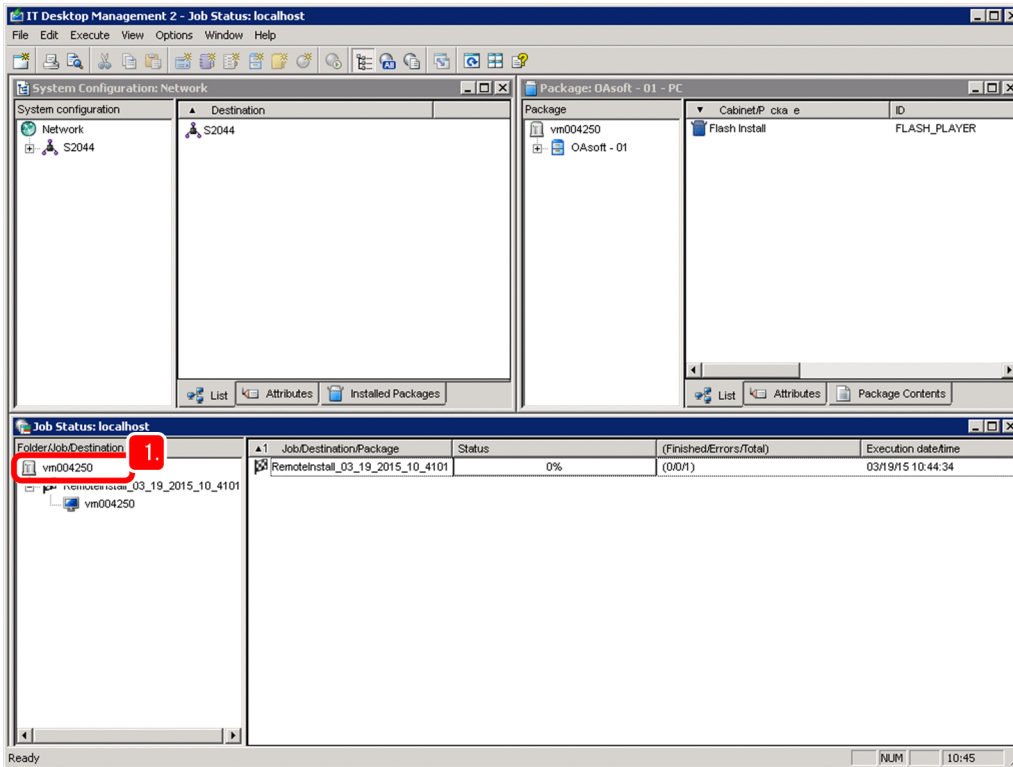 IT Desktop Management 2 - Job Status: localhost
File Edit Execute View Options Window Help
System Configuration: Network
System configuration
Network
S2044
Destination
S2044
List Attributes Installed Packages
Package: OAsoft - 01 - PC
Package
vm004250
OAsoft - 01
Cabinet/P cka e ID
Flash Install FLASH_PLAYER
List Attributes Package Contents
Job Status: localhost
Folder/Job/Destination
1.
vm004250
RemoteInstall_03_19_2015_10_4101
vm004250
1 Job/Destination/Package Status (Finished/Errors/Total) Execution date/time
RemoteInstall_03_19_2015_10_4101 0% (0/0/1) 03/19/15 10:44:34
Ready NUM 10:45